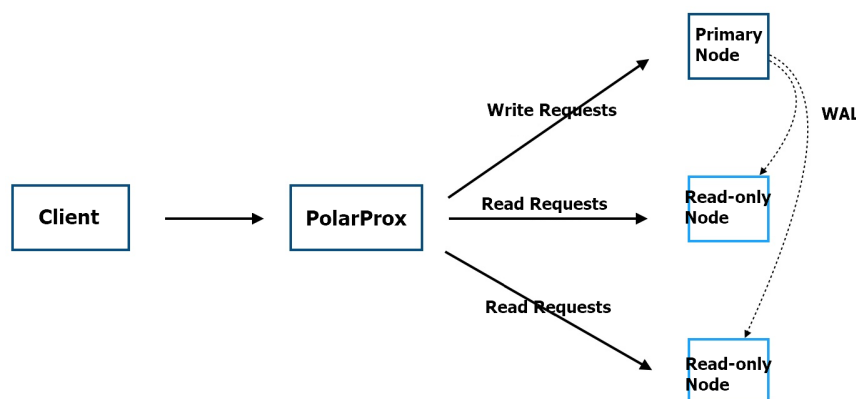 Primary
Node
Write Requests
WAL
Client
PolarProx
Read Requests
Read-only
Node
Read Requests
Read-only
Node